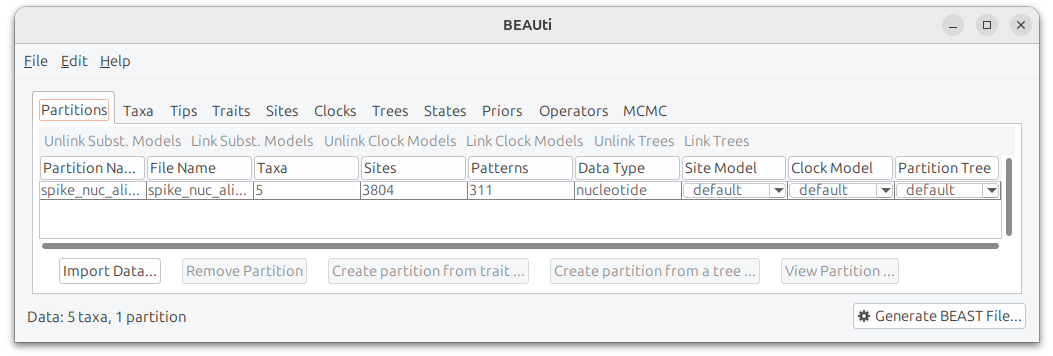 BEAUti
File Edit Help
Partitions Taxa Tips Traits Sites Clocks Trees States Priors Operators MCMC
Unlink Subst. Models Link Subst. Models Unlink Clock Models Link Clock Models Unlink Trees Link Trees
Partition Na... File Name Taxa Sites Patterns Data Type Site Model Clock Model Partition Tree
spike_nuc_ali... spike_nuc_ali... 5 3804 311 nucleotide default default default
Import Data... Remove Partition Create partition from trait ... Create partition from a tree ... View Partition ...
Data: 5 taxa, 1 partition Generate BEAST File...